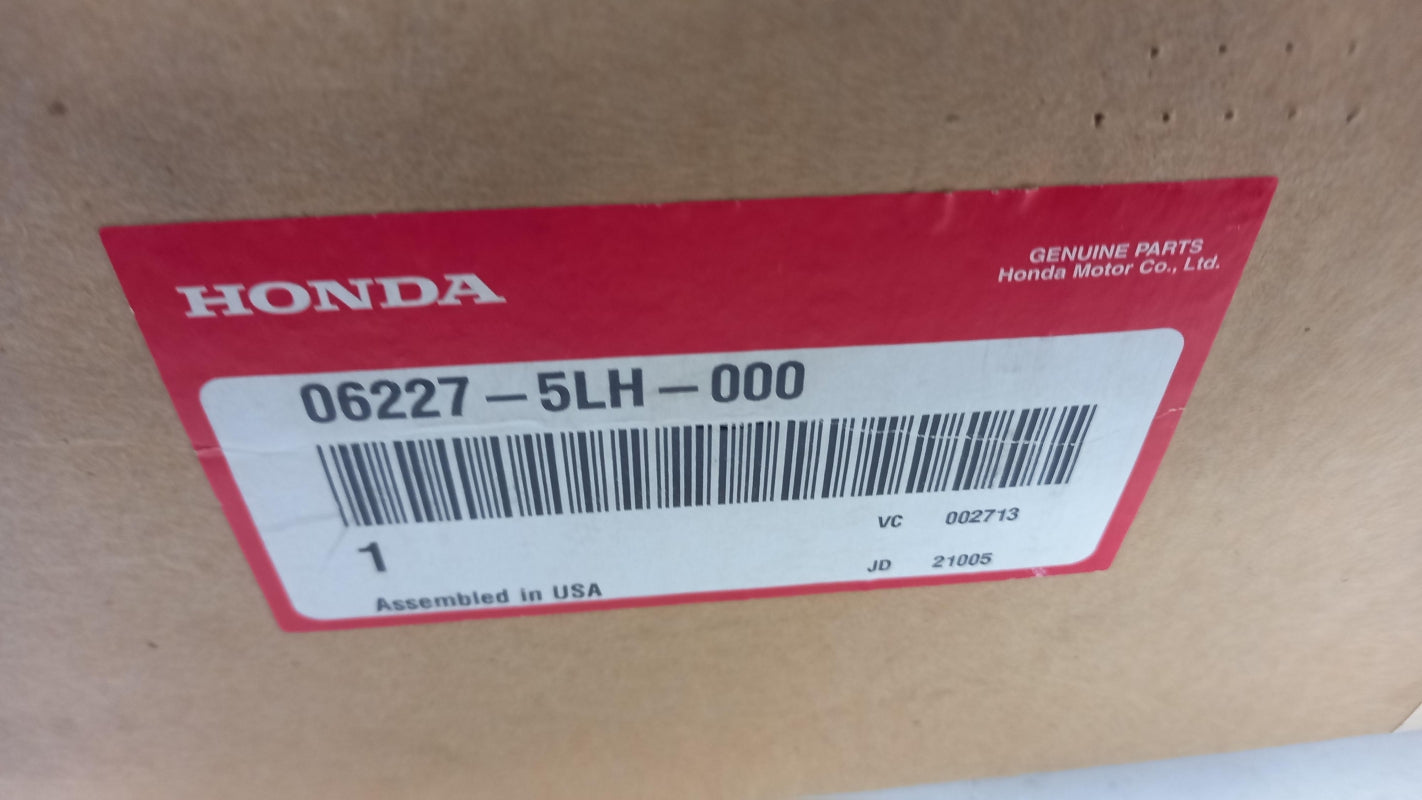 HONDA
GENUINE PARTS
Honda Motor Co., Ltd.
06227-5LH-000
VC 002713
1
JD 21005
Assembled in USA